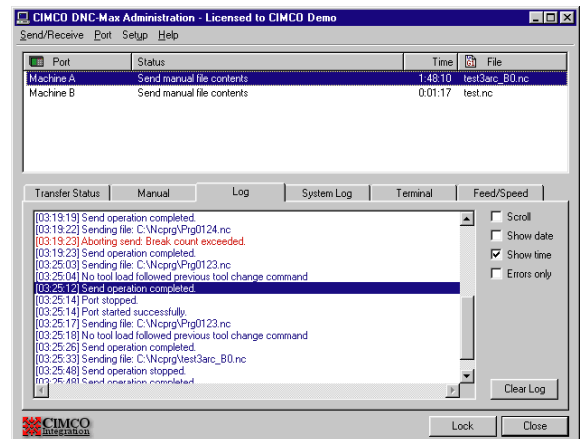 CIMCO DNC-Max Administration - Licensed to CIMCO Demo
Send/Receive Port Setup Help
Port Status Time File
Machine A Send manual file contents 1:48:10 test3arc_B0.nc
Machine B Send manual file contents 0:01:17 test.nc
Transfer Status Manual Log System Log Terminal Feed/Speed
[03:19:19] Send operation completed.
[03:19:22] Sending file: C:\Ncprg\Prg0124.nc
[03:19:23] Aborting send: Break count exceeded.
[03:19:23] Send operation completed.
[03:25:03] Sending file: C:\Ncprg\Prg0123.nc
[03:25:04] No tool load followed previous tool change command
[03:25:12] Send operation completed.
[03:25:14] Port stopped.
[03:25:14] Port started successfully.
[03:25:17] Sending file: C:\Ncprg\Prg0123.nc
[03:25:18] No tool load followed previous tool change command
[03:25:26] Send operation completed.
[03:25:33] Sending file: C:\Ncprg\test3arc_B0.nc
[03:25:48] Send operation stopped.
[03:25:48] Send operation completed
Scroll
Show date
Show time
Errors only
Clear Log
CIMCO
Integration
Lock Close